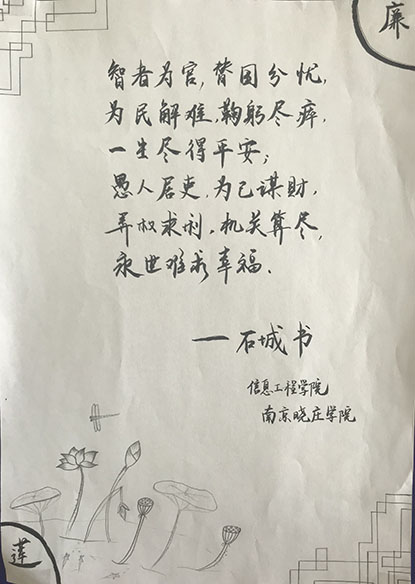 廉
智者为官,替国分忧,
为民解难,鞠躬尽瘁,
一生尽得平安;
愚人居吏,为己谋财,
弄权求利,机关算尽,
永世难求幸福.
—石城书
信息工程学院
南京晓庄学院
莲